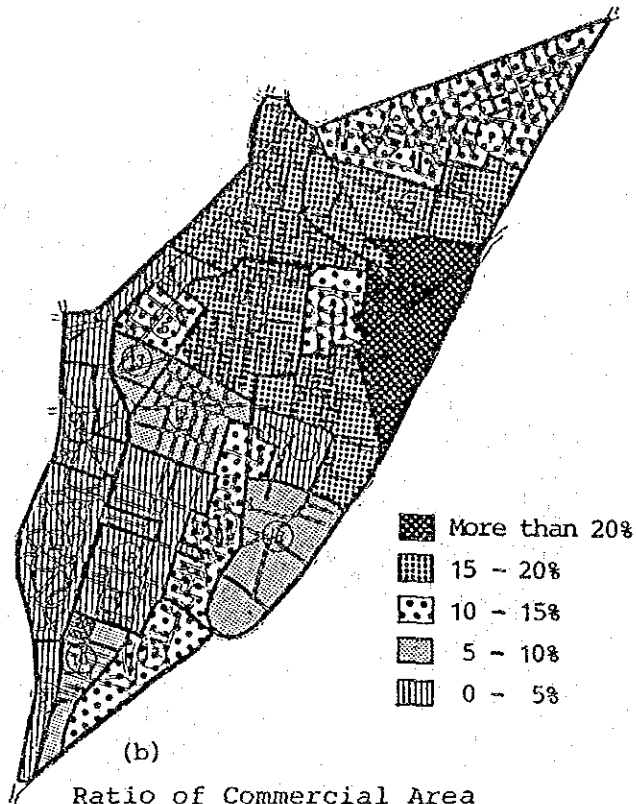 More than 20%
15 - 20%
10 - 15%
5 - 10%
0 - 5%
(b)
Ratio of Commercial Area